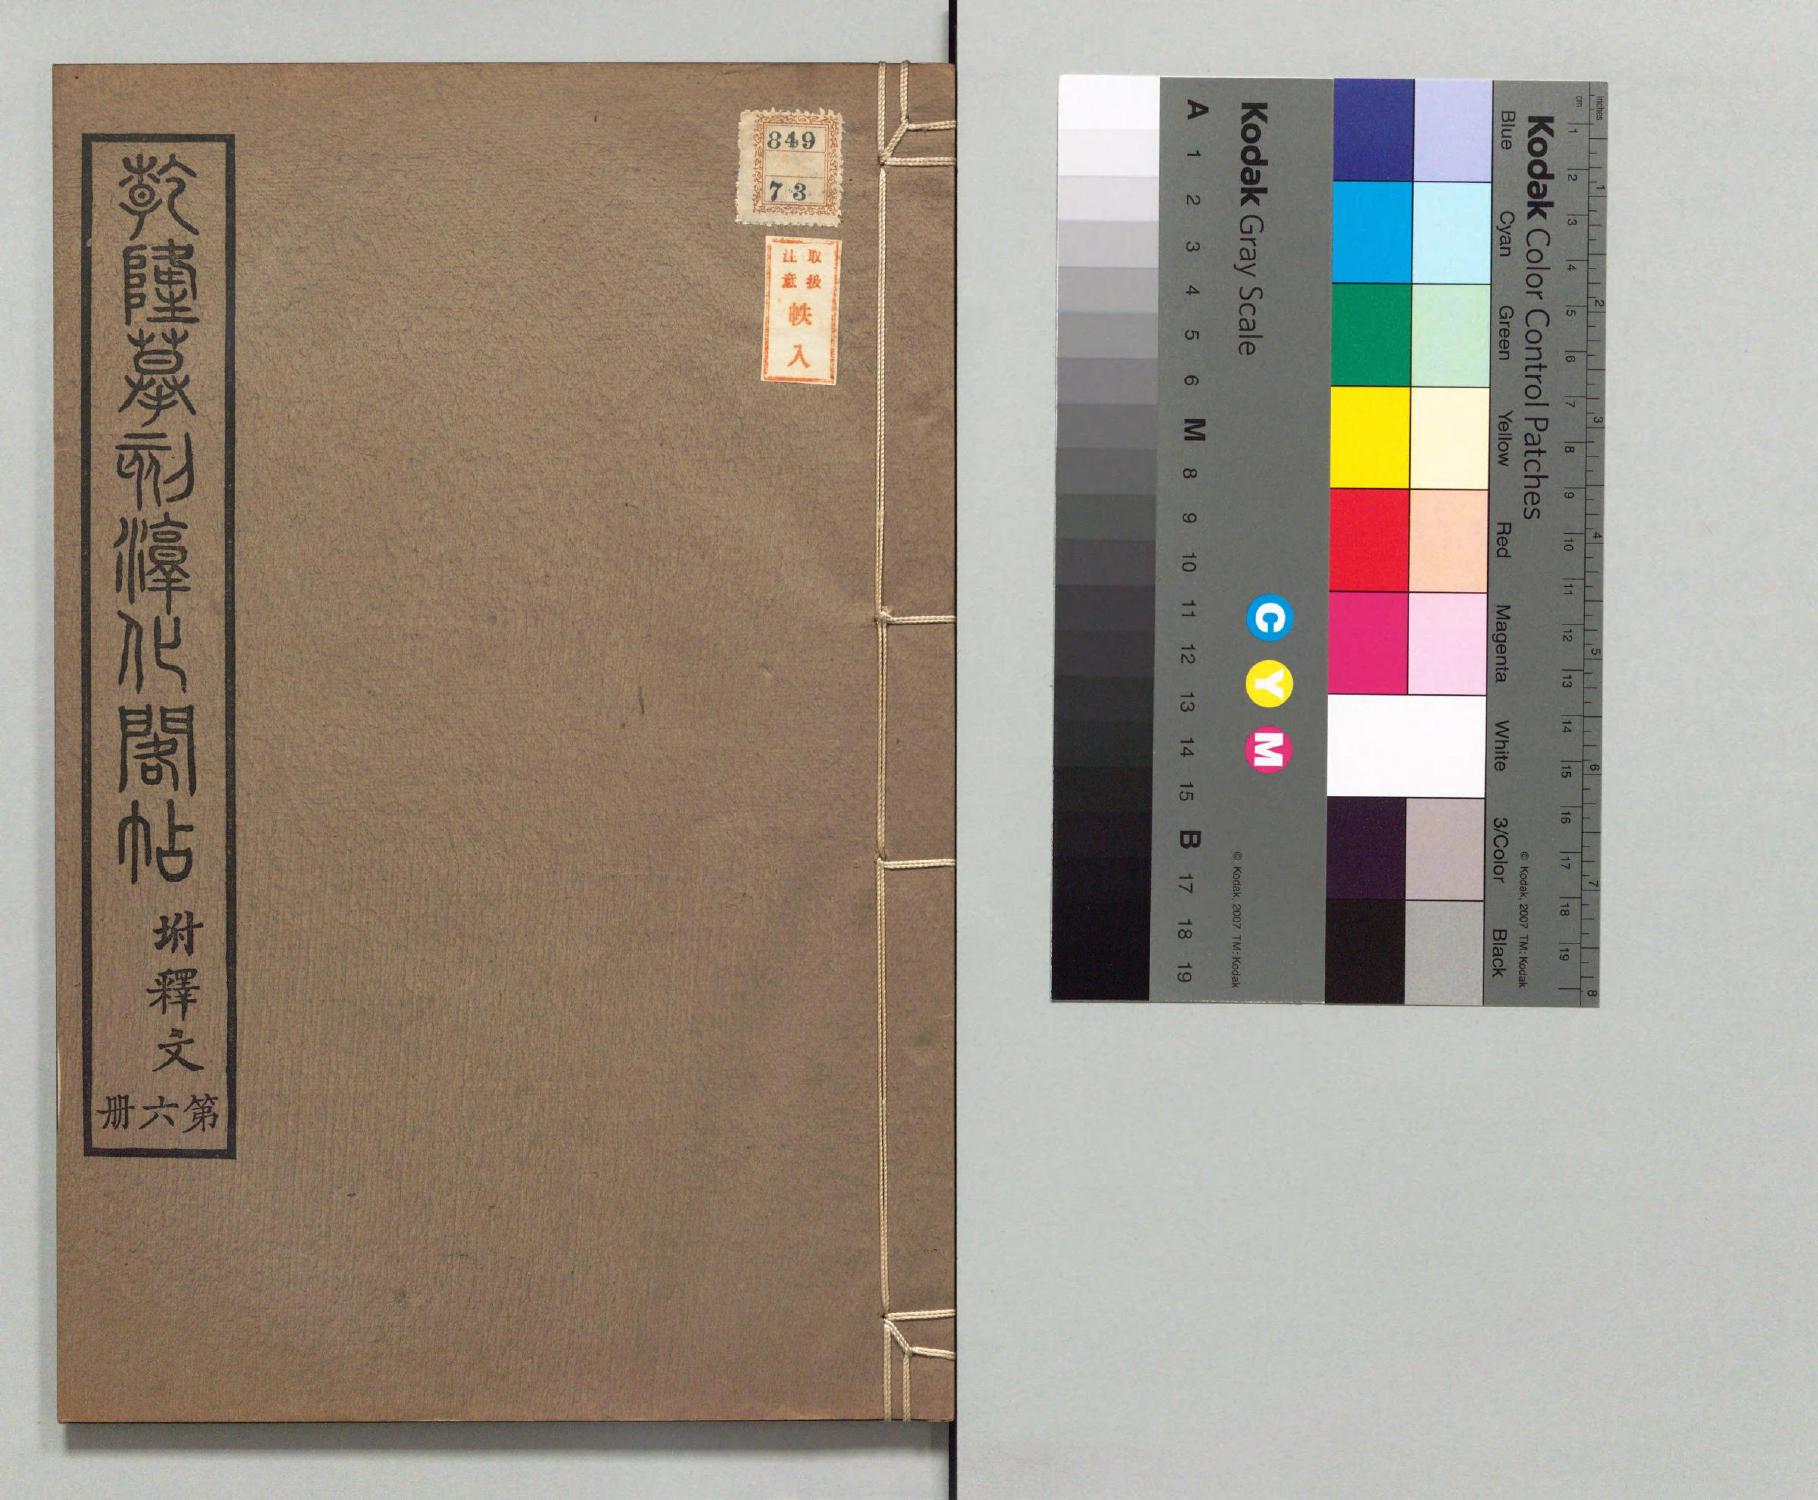 乾隆摹刻淳化閣帖
坿釋文
第六册
849
73
取扱
注意
帙
入
Kodak Gray Scale
A 1 2 3 4 5 6 M 8 9 10 11 12 13 14 15 B 17 18 19
C Y M
© Kodak, 2007 TM: Kodak
Kodak Color Control Patches
Blue Cyan Green Yellow Red Magenta White 3/Color Black
© Kodak, 2007 TM: Kodak
inches 1 2 3 4 5 6 7 8
cm 1 2 3 4 5 6 7 8 9 10 11 12 13 14 15 16 17 18 19